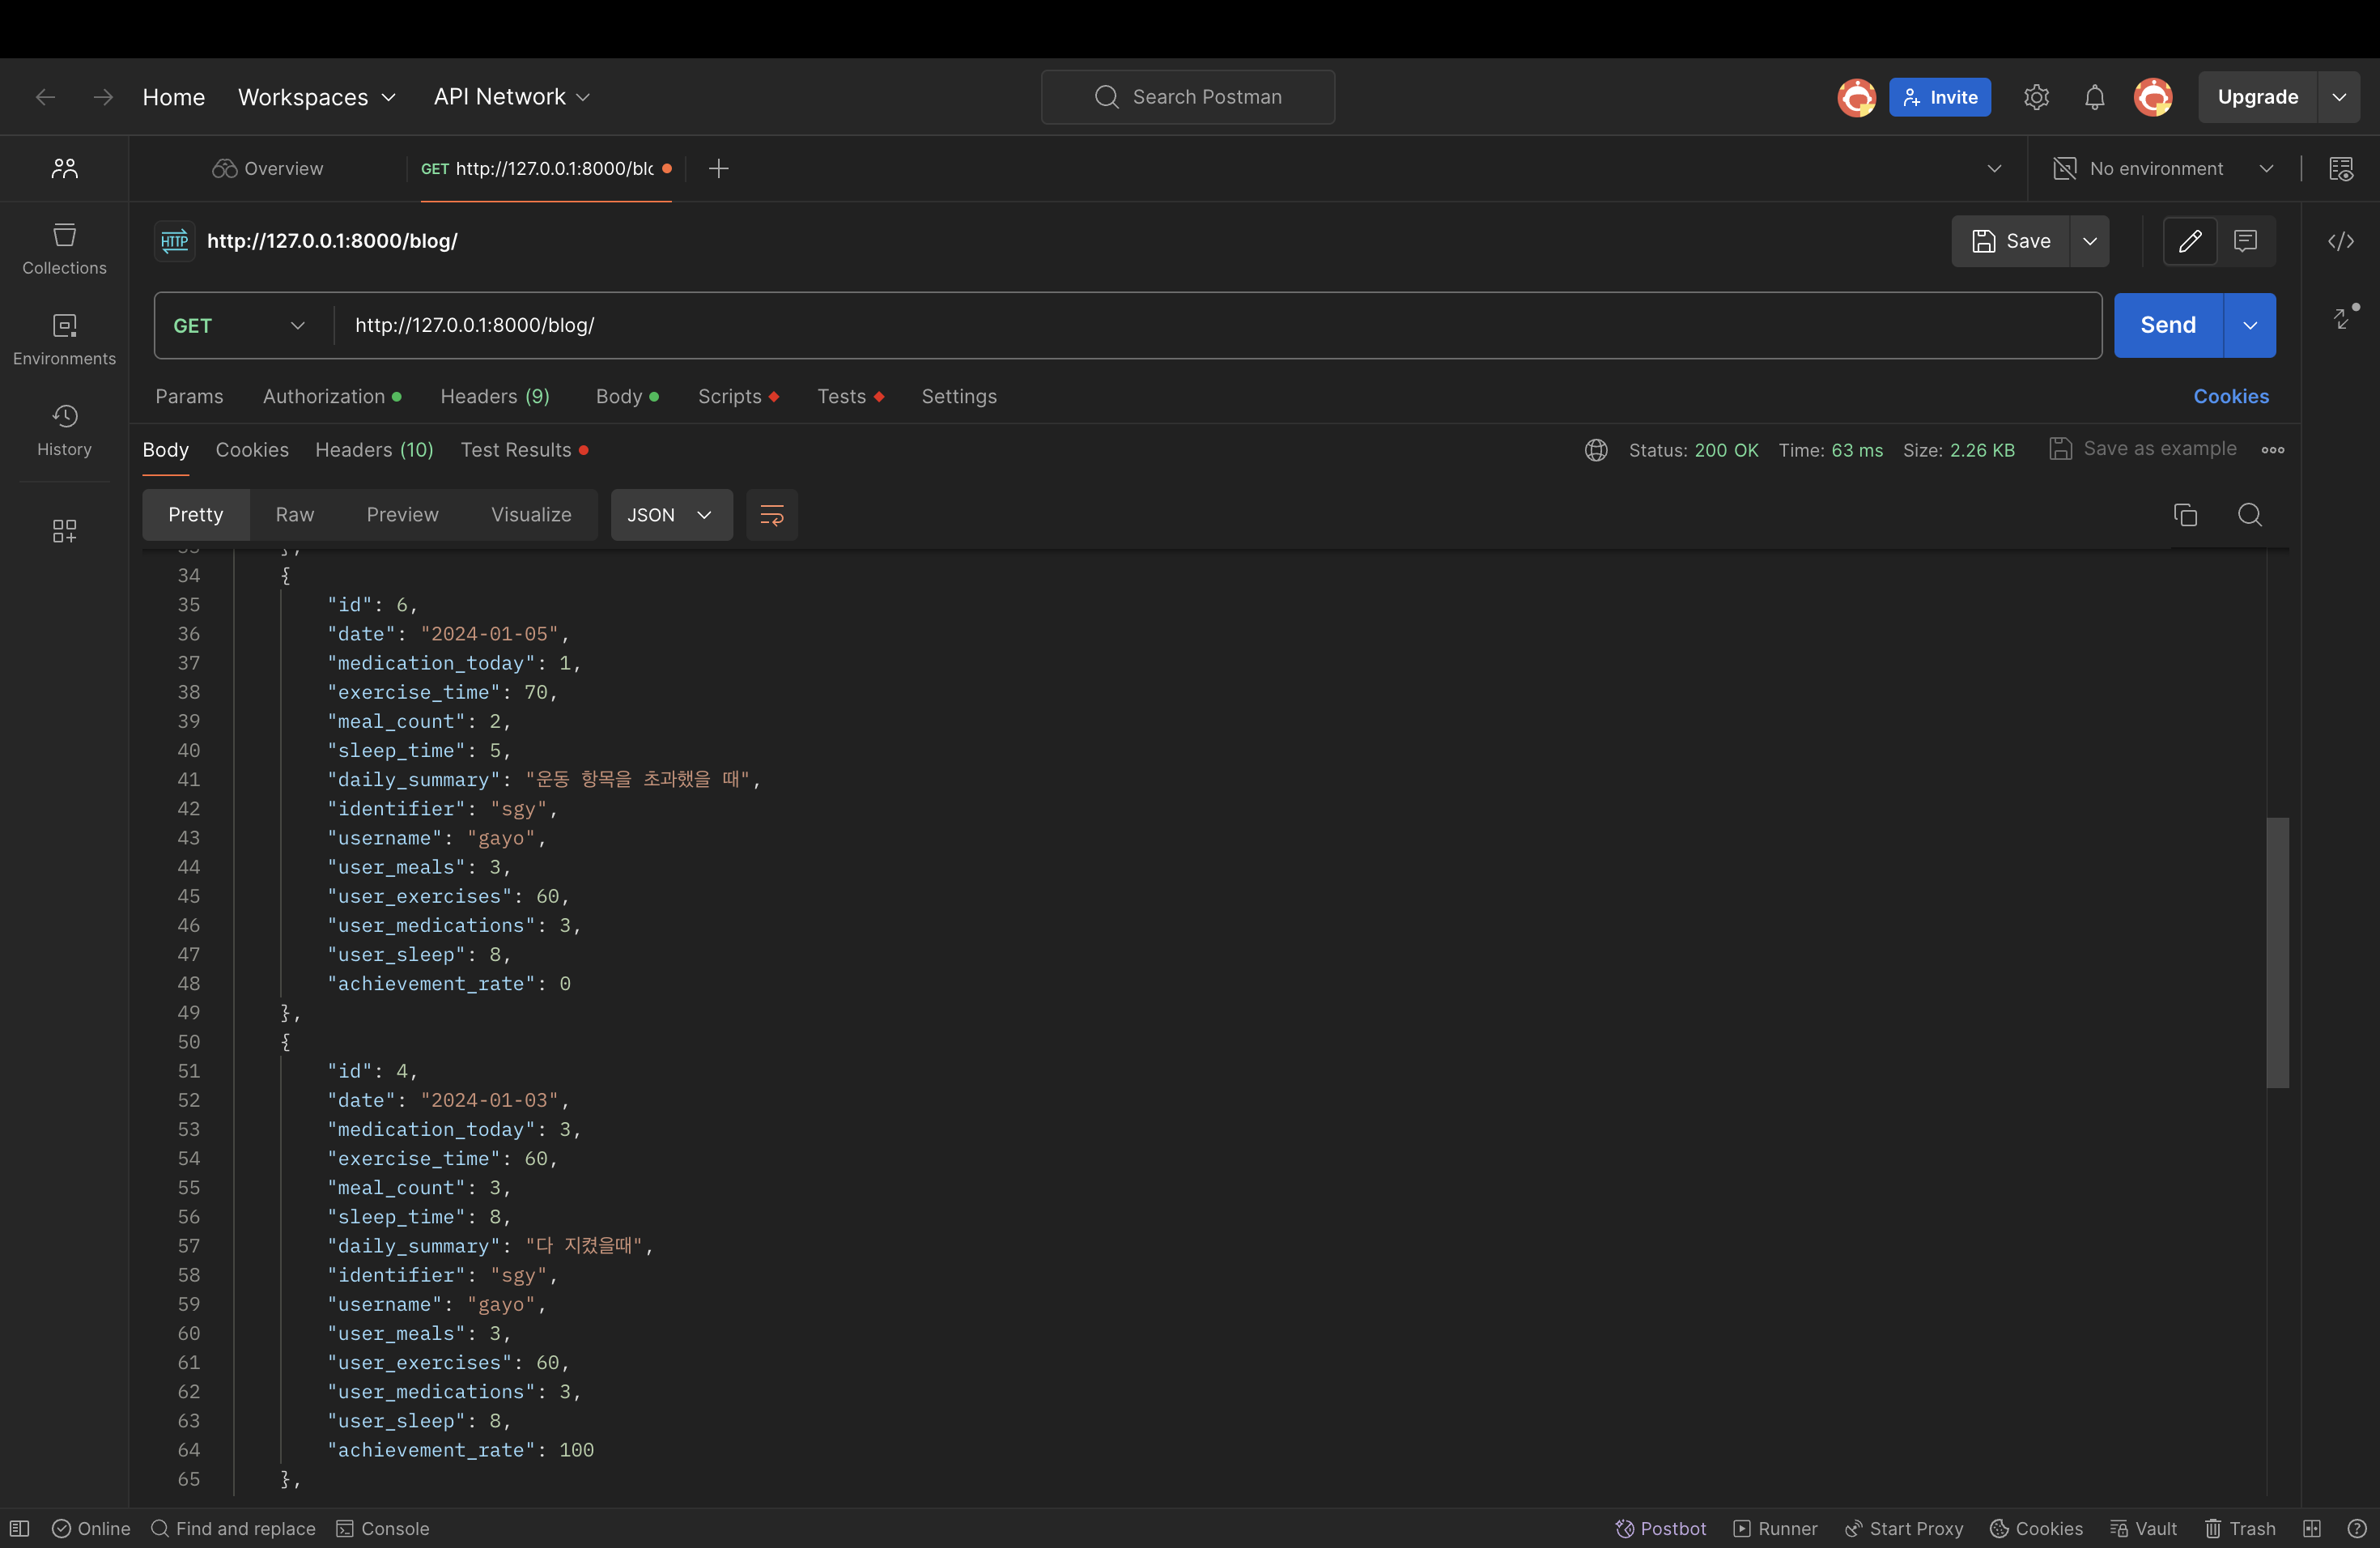 Home Workspaces API Network Search Postman Invite Upgrade
Overview GET http://127.0.0.1:8000/blo No environment
HTTP http://127.0.0.1:8000/blog/ Save
Collections
GET http://127.0.0.1:8000/blog/ Send
Environments
Params Authorization Headers (9) Body Scripts Tests Settings Cookies
History
Body Cookies Headers (10) Test Results Status: 200 OK Time: 63 ms Size: 2.26 KB Save as example
Pretty Raw Preview Visualize JSON
33 },
34 {
35 "id": 6,
36 "date": "2024-01-05",
37 "medication_today": 1,
38 "exercise_time": 70,
39 "meal_count": 2,
40 "sleep_time": 5,
41 "daily_summary": "운동 항목을 초과했을 때",
42 "identifier": "sgy",
43 "username": "gayo",
44 "user_meals": 3,
45 "user_exercises": 60,
46 "user_medications": 3,
47 "user_sleep": 8,
48 "achievement_rate": 0
49 },
50 {
51 "id": 4,
52 "date": "2024-01-03",
53 "medication_today": 3,
54 "exercise_time": 60,
55 "meal_count": 3,
56 "sleep_time": 8,
57 "daily_summary": "다 지켰을때",
58 "identifier": "sgy",
59 "username": "gayo",
60 "user_meals": 3,
61 "user_exercises": 60,
62 "user_medications": 3,
63 "user_sleep": 8,
64 "achievement_rate": 100
65 },
Online Find and replace Console Postbot Runner Start Proxy Cookies Vault Trash